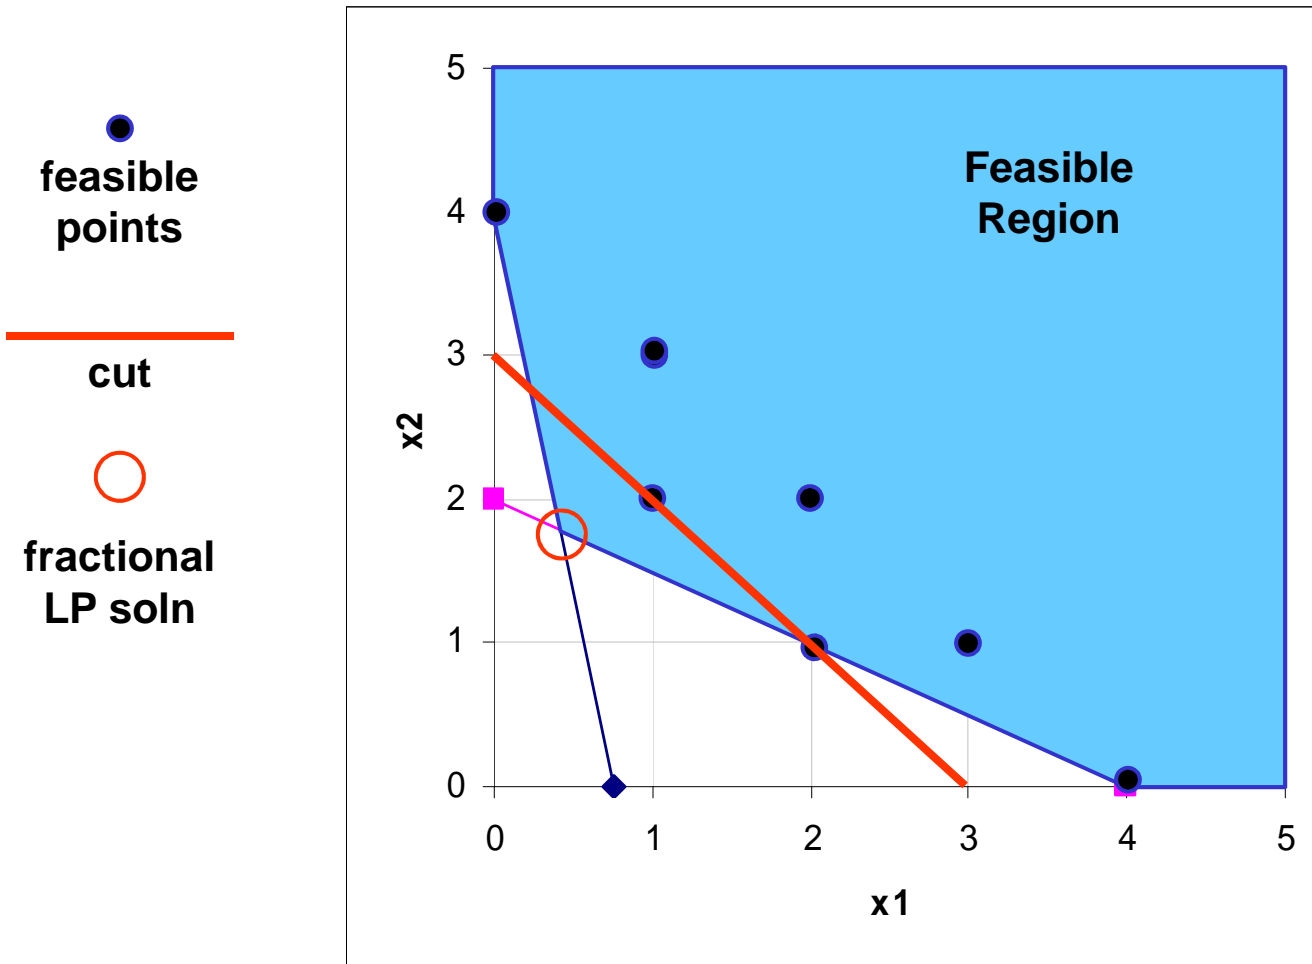 feasible
points
cut
fractional
LP soln
Feasible
Region
x2
5
4
3
2
1
0
0 1 2 3 4 5
x1